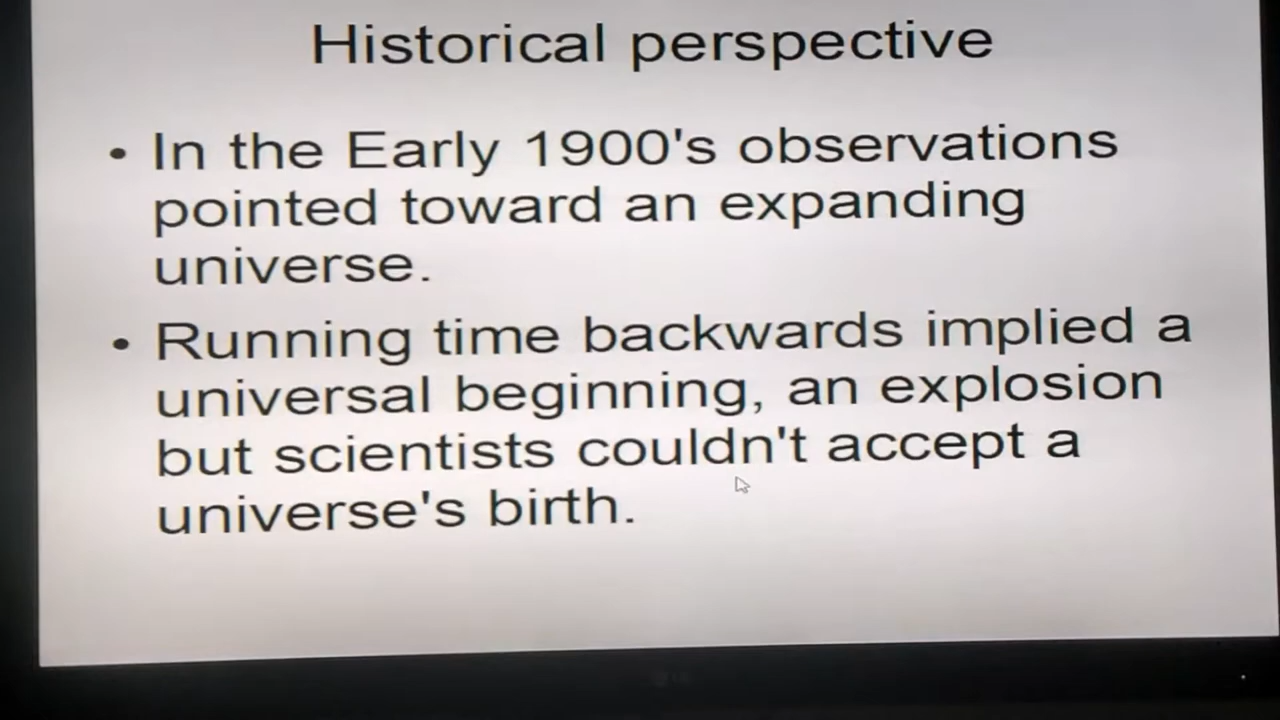 Historical perspective
• In the Early 1900's observations
pointed toward an expanding
universe.
• Running time backwards implied a
universal beginning, an explosion
but scientists couldn't accept a
universe's birth.